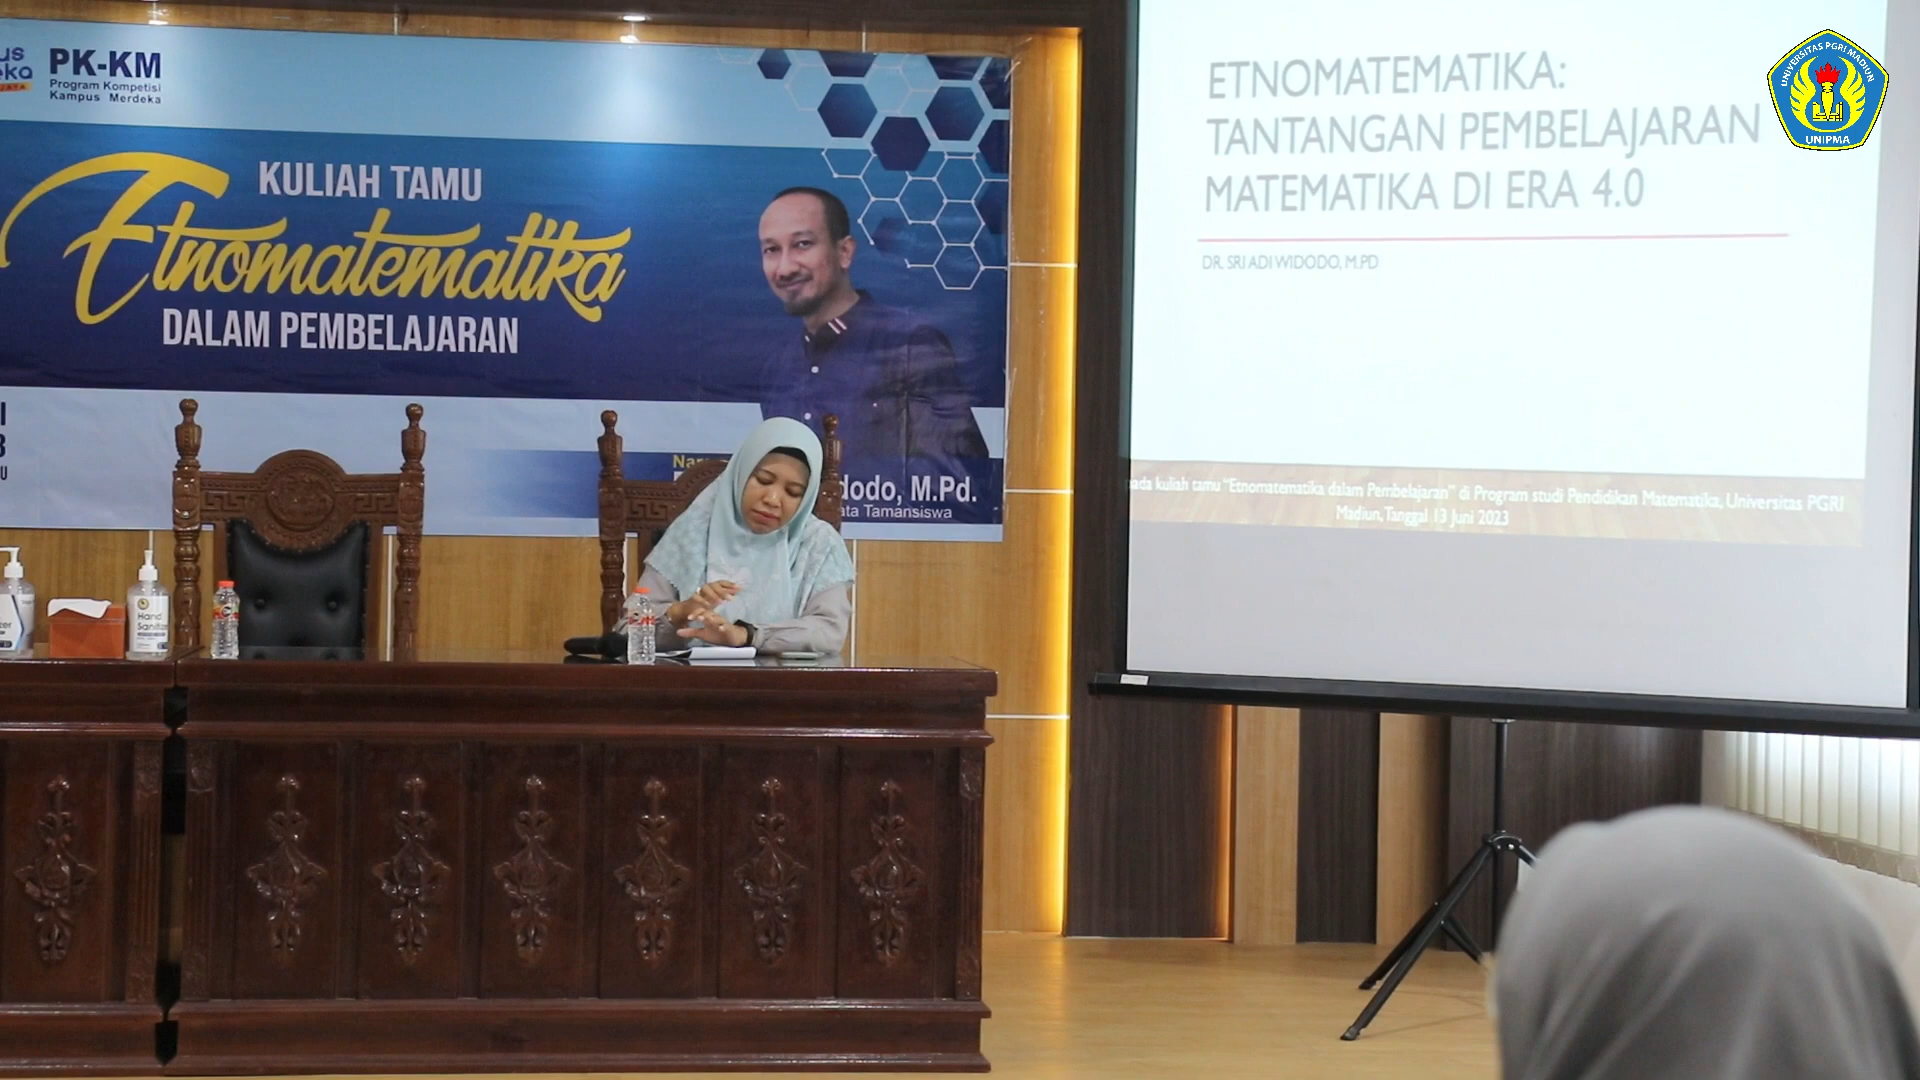 PK-KM
Program Kompetisi
Kampus Merdeka
KULIAH TAMU
Etnomatematika
DALAM PEMBELAJARAN
dodo, M.Pd.
Tamansiswa
Hand
ETNOMATEMATIKA:
TANTANGAN PEMBELAJARAN
MATEMATIKA DI ERA 4.0
DR. SRI ADI WIDODO, M.PD
pada kuliah tamu "Etnomatematika dalam Pembelajaran" di Program studi Pendidikan Matematika, Universitas PGRI
Madiun, Tanggal 13 Juni 2023
UNIVERSITAS PGRI MADIUN
UNIPMA